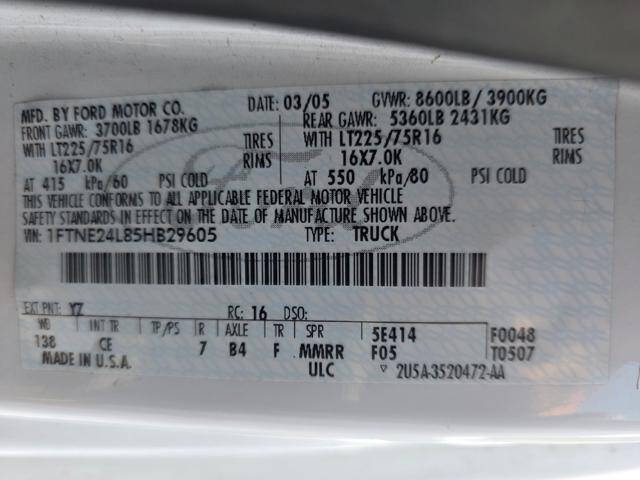 MFD. BY FORD MOTOR CO. DATE: 03/05 GVWR: 8600LB / 3900KG
FRONT GAWR: 3700LB 1678KG REAR GAWR: 5360LB 2431KG
WITH LT225/75R16 TIRES WITH LT225/75R16 TIRES
16X7.0K RIMS 16X7.0K RIMS
AT 415 kPa/60 PSI COLD AT 550 kPa/80 PSI COLD
THIS VEHICLE CONFORMS TO ALL APPLICABLE FEDERAL MOTOR VEHICLE
SAFETY STANDARDS IN EFFECT ON THE DATE OF MANUFACTURE SHOWN ABOVE.
VIN: 1FTNE24L85HB29605 TYPE: TRUCK
EXT PNT: YZ RC: 16 DSO:
WB INT TR TP/PS R AXLE TR SPR 5E414 F0048
138 CE 7 B4 F MMRR F05 T0507
MADE IN U.S.A. ULC ▽ 2U5A-3520472-AA